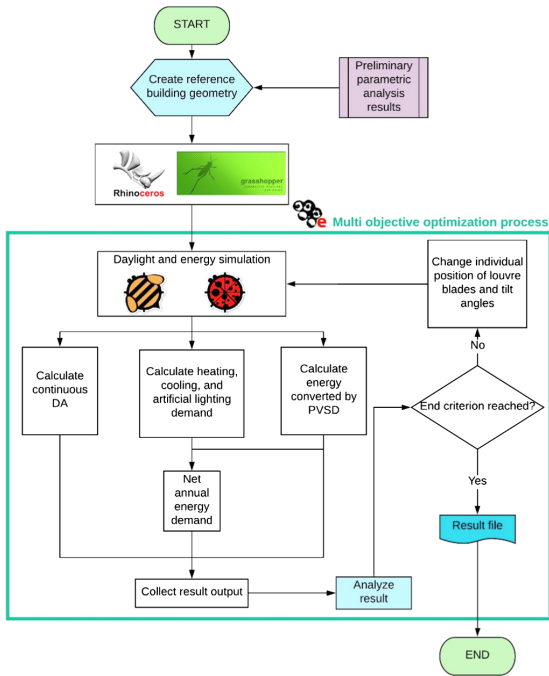 START
Create reference
building geometry
Preliminary
parametric
analysis
results
Rhinoceros
grasshopper
e Multi objective optimization process
Daylight and energy simulation
Change individual
position of louvre
blades and tilt
angles
No
Calculate
continuous
DA
Calculate heating,
cooling, and
artificial lighting
demand
Calculate
energy
converted by
PVSD
End criterion reached?
Net
annual
energy
demand
Yes
Result file
Collect result output
Analyze
result
END